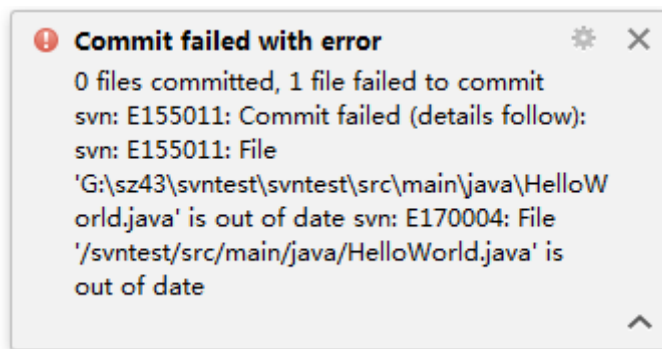 Commit failed with error
0 files committed, 1 file failed to commit
svn: E155011: Commit failed (details follow):
svn: E155011: File
'G:\sz43\svntest\svntest\src\main\java\HelloW
orld.java' is out of date svn: E170004: File
'/svntest/src/main/java/HelloWorld.java' is
out of date